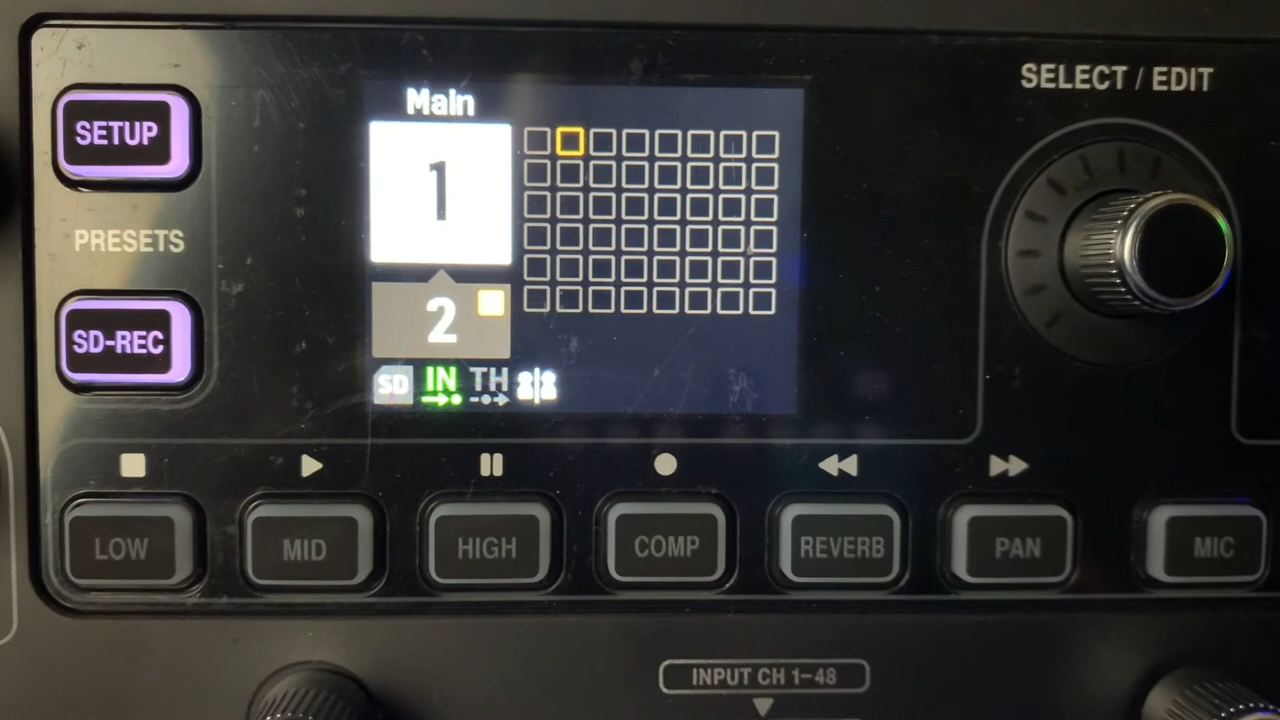 SELECT / EDIT
SETUP
Main
1
PRESETS
2
SD-REC
SD IN TH
LOW MID HIGH COMP REVERB PAN MIC
INPUT CH 1-48